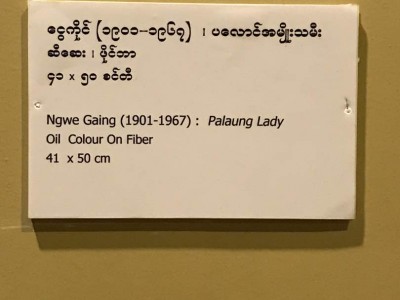 ငွေကိုင် (၁၉၀၁--၁၉၆၇) ၊ ပလောင်အမျိုးသမီး
ဆီဆေး ၊ ဖိုင်ဘာ
၄၁ x ၅၀ စင်တီ
Ngwe Gaing (1901-1967) : Palaung Lady
Oil Colour On Fiber
41 x 50 cm